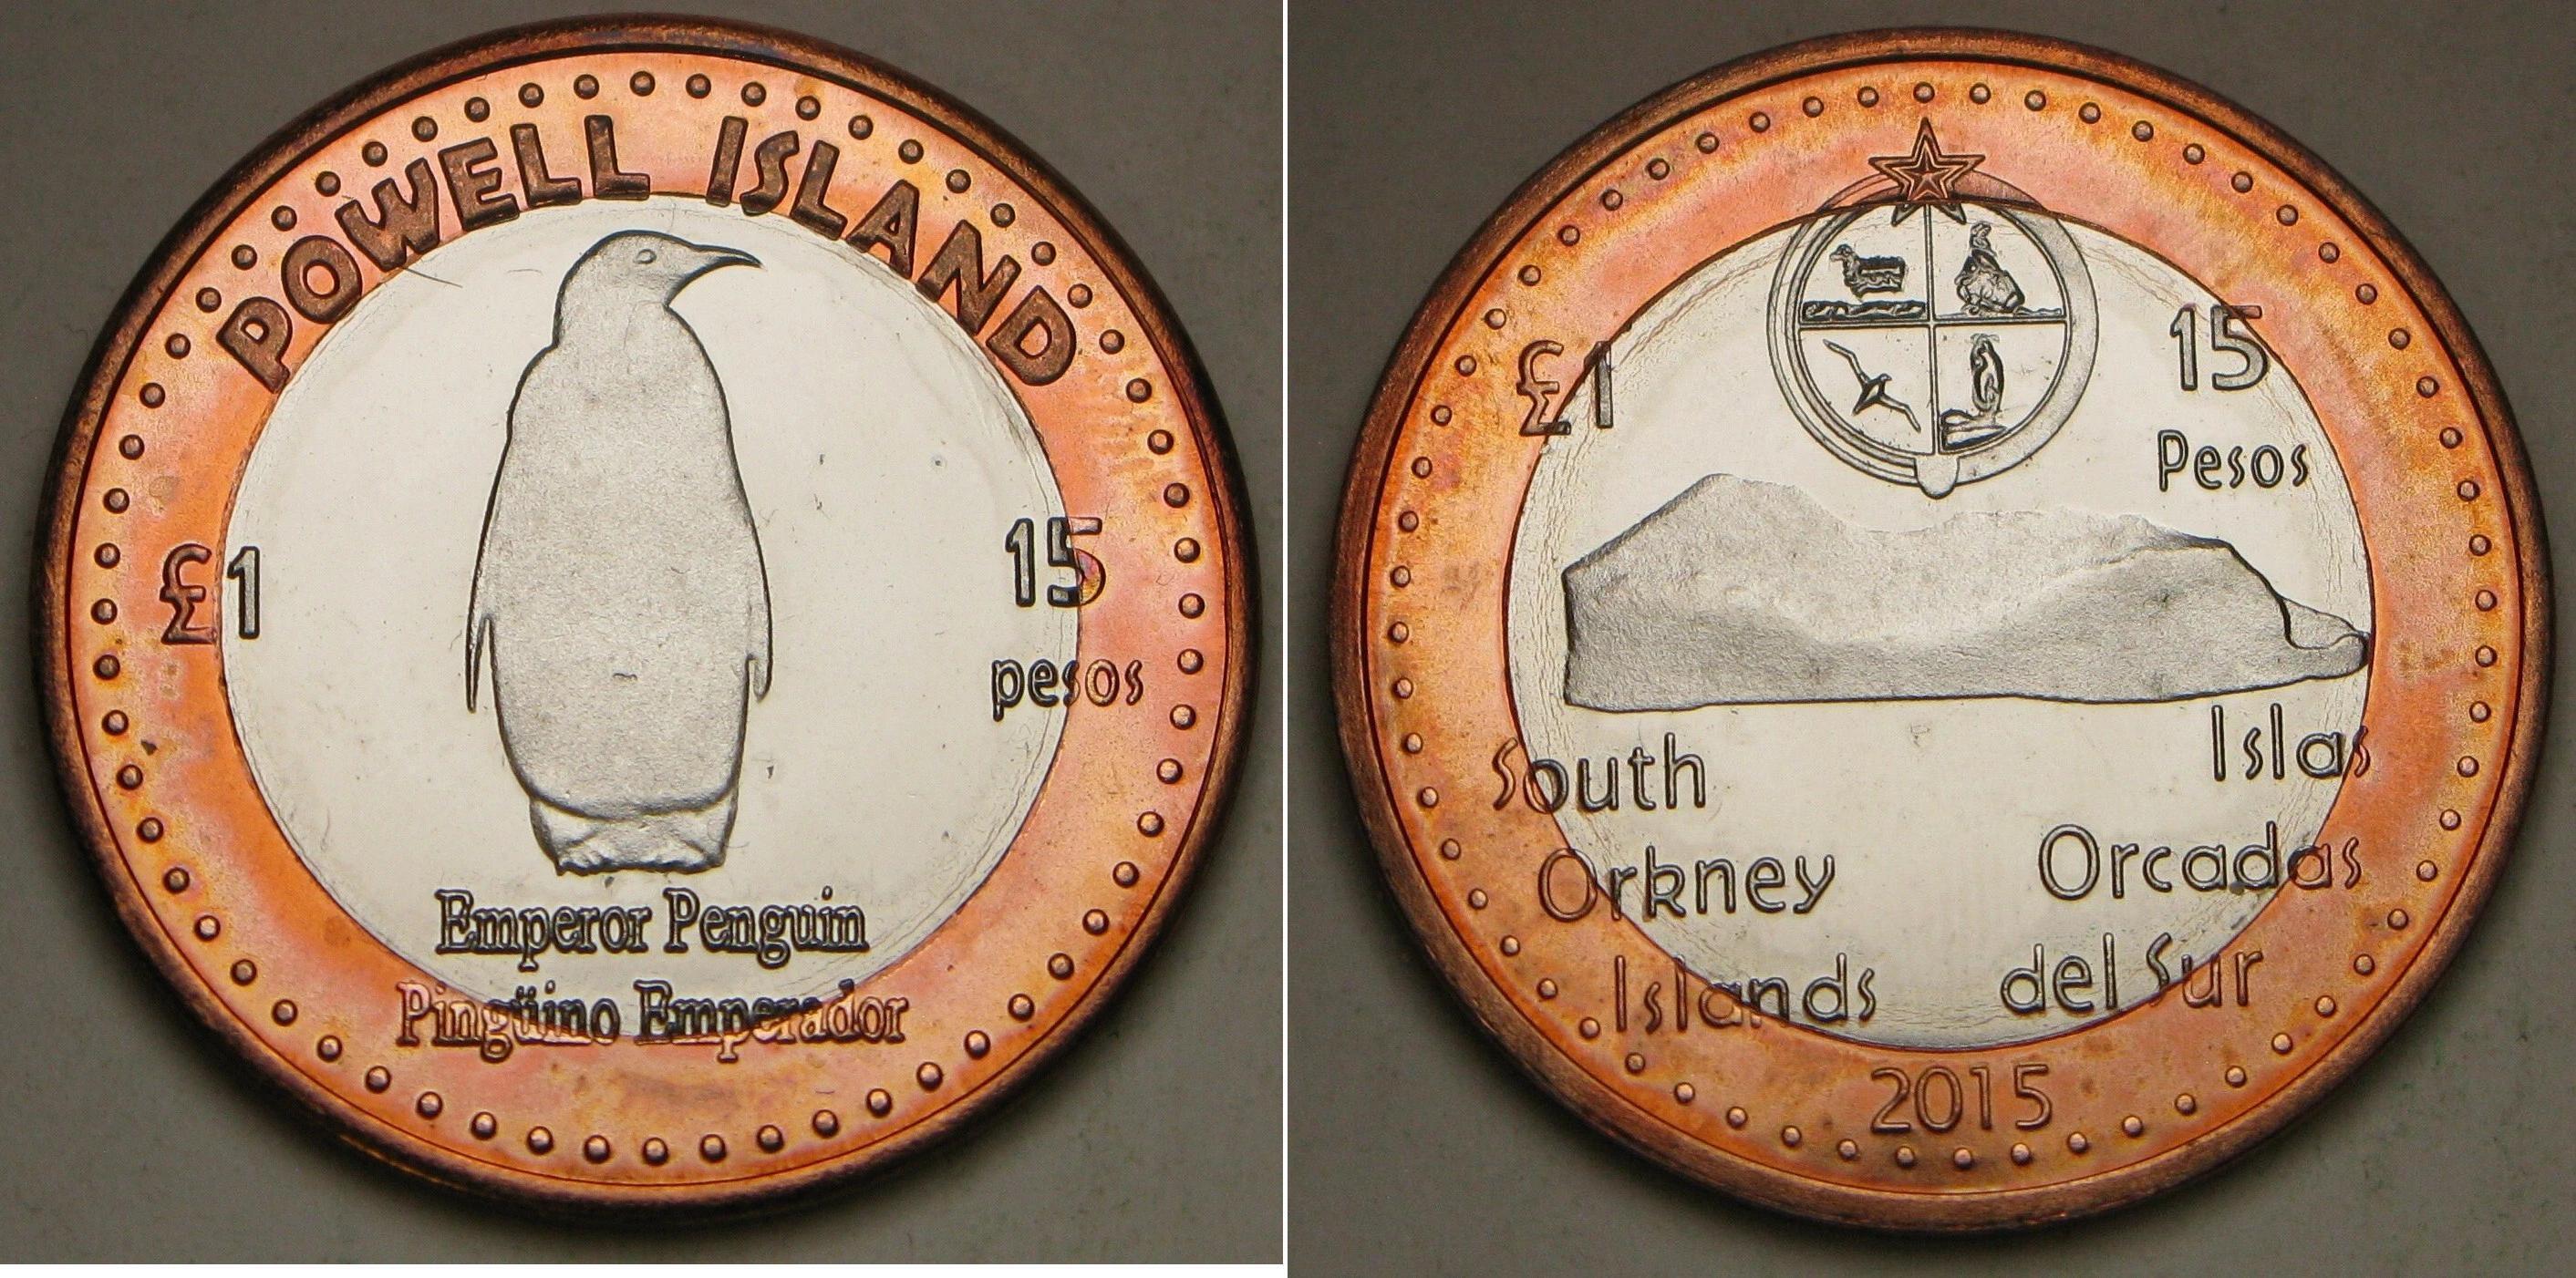 POWELL ISLAND
£1
15
pesos
Emperor Penguin
Pingüino Emperador
£1
15
Pesos
South
Orkney
Islands
Islas
Orcadas
del Sur
2015